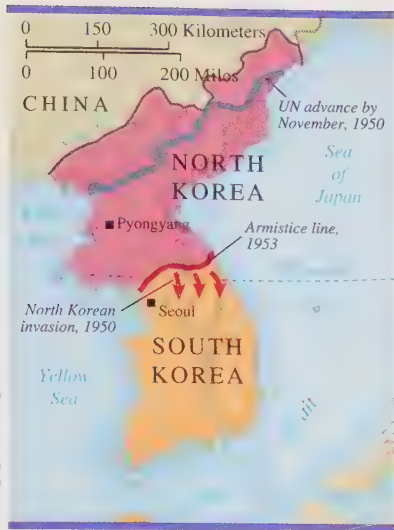 0 150 300 Kilometers
0 100 200 Miles
CHINA
UN advance by
November, 1950
NORTH
KOREA
Sea
of
Japan
Pyongyang
Armistice line,
1953
North Korean
invasion, 1950
Seoul
SOUTH
KOREA
Yellow
Sea